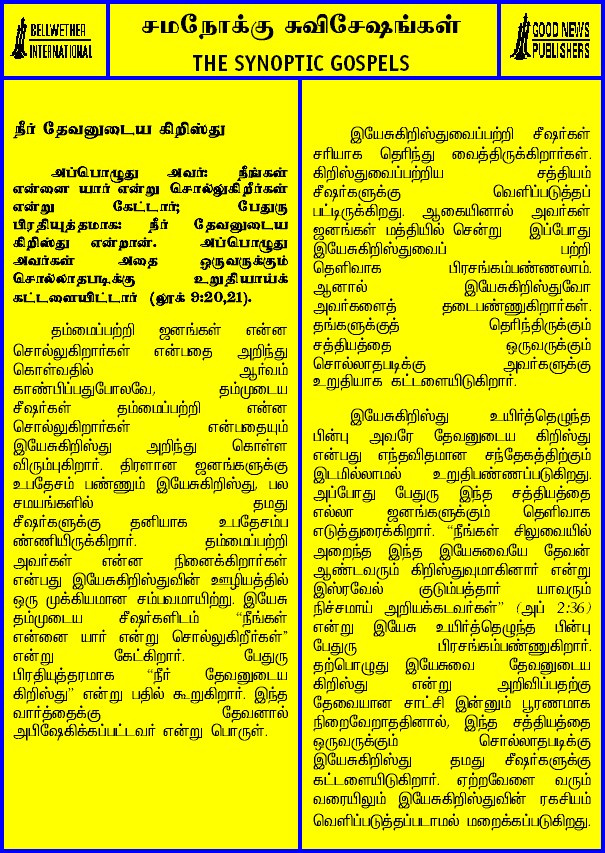 BELLWETHER
INTERNATIONAL
சமநோக்கு சுவிசேஷங்கள்
THE SYNOPTIC GOSPELS
GOOD NEWS
PUBLISHERS
நீர் தேவனுடைய கிறிஸ்து
அப்பொழுது அவர்: நீங்கள்
என்னை யார் என்று சொல்லுகிறீர்கள்
என்று கேட்டார்; பேதுரு
பிரதியுத்தமாக: நீர் தேவனுடைய
கிறிஸ்து என்றான். அப்பொழுது
அவர்கள் அதை ஒருவருக்கும்
சொல்லாதபடிக்கு உறுதியாய்க்
கட்டளையிட்டார் (லூக் 9:20,21).
தம்மைப்பற்றி ஜனங்கள் என்ன
சொல்லுகிறார்கள் என்பதை அறிந்து
கொள்வதில் ஆர்வம்
காண்பிப்பதுபோலவே, தம்முடைய
சீஷர்கள் தம்மைப்பற்றி என்ன
சொல்லுகிறார்கள் என்பதையும்
இயேசுகிறிஸ்து அறிந்து கொள்ள
விரும்புகிறார். திரளான ஜனங்களுக்கு
உபதேசம் பண்ணும் இயேசுகிறிஸ்து, பல
சமயங்களில் தமது
சீஷர்களுக்கு தனியாக உபதேசம்ப
ண்ணியிருக்கிறார். தம்மைப்பற்றி
அவர்கள் என்ன நினைக்கிறார்கள்
என்பது இயேசுகிறிஸ்துவின் ஊழியத்தில்
ஒரு முக்கியமான சம்பவமாயிற்று. இயேசு
தம்முடைய சீஷர்களிடம் “நீங்கள்
என்னை யார் என்று சொல்லுகிறீர்கள்”
என்று கேட்கிறார். பேதுரு
பிரதியுத்தரமாக “நீர் தேவனுடைய
கிறிஸ்து” என்று பதில் கூறுகிறார். இந்த
வார்த்தைக்கு தேவனால்
அபிஷேகிக்கப்பட்டவர் என்று பொருள்.
இயேசுகிறிஸ்துவைப்பற்றி சீஷர்கள்
சரியாக தெரிந்து வைத்திருக்கிறார்கள்.
கிறிஸ்துவைப்பற்றிய சத்தியம்
சீஷர்களுக்கு வெளிப்படுத்தப்
பட்டிருக்கிறது. ஆகையினால் அவர்கள்
ஜனங்கள் மத்தியில் சென்று இப்போது
இயேசுகிறிஸ்துவைப் பற்றி
தெளிவாக பிரசங்கம்பண்ணலாம்.
ஆனால் இயேசுகிறிஸ்துவோ
அவர்களைத் தடைபண்ணுகிறார்கள்.
தங்களுக்குத் தெரிந்திருக்கும்
சத்தியத்தை ஒருவருக்கும்
சொல்லாதபடிக்கு அவர்களுக்கு
உறுதியாக கட்டளையிடுகிறார்.
இயேசுகிறிஸ்து உயிர்த்தெழுந்த
பின்பு அவரே தேவனுடைய கிறிஸ்து
என்பது எந்தவிதமான சந்தேகத்திற்கும்
இடமில்லாமல் உறுதிபண்ணப்படுகிறது.
அப்போது பேதுரு இந்த சத்தியத்தை
எல்லா ஜனங்களுக்கும் தெளிவாக
எடுத்துரைக்கிறார். “நீங்கள் சிலுவையில்
அறைந்த இந்த இயேசுவையே தேவன்
ஆண்டவரும் கிறிஸ்துவுமாகினார் என்று
இஸ்ரவேல் குடும்பத்தார் யாவரும்
நிச்சமாய் அறியக்கடவர்கள்” (அப் 2:36)
என்று இயேசு உயிர்த்தெழுந்த பின்பு
பேதுரு பிரசங்கம்பண்ணுகிறார்.
தற்பொழுது இயேசுவை தேவனுடைய
கிறிஸ்து என்று அறிவிப்பதற்கு
தேவையான சாட்சி இன்னும் பூரணமாக
நிறைவேறாததினால், இந்த சத்தியத்தை
ஒருவருக்கும் சொல்லாதபடிக்கு
இயேசுகிறிஸ்து தமது சீஷர்களுக்கு
கட்டளையிடுகிறார். ஏற்றவேளை வரும்
வரையிலும் இயேசுகிறிஸ்துவின் ரகசியம்
வெளிப்படுத்தப்படாமல் மறைக்கப்படுகிறது.